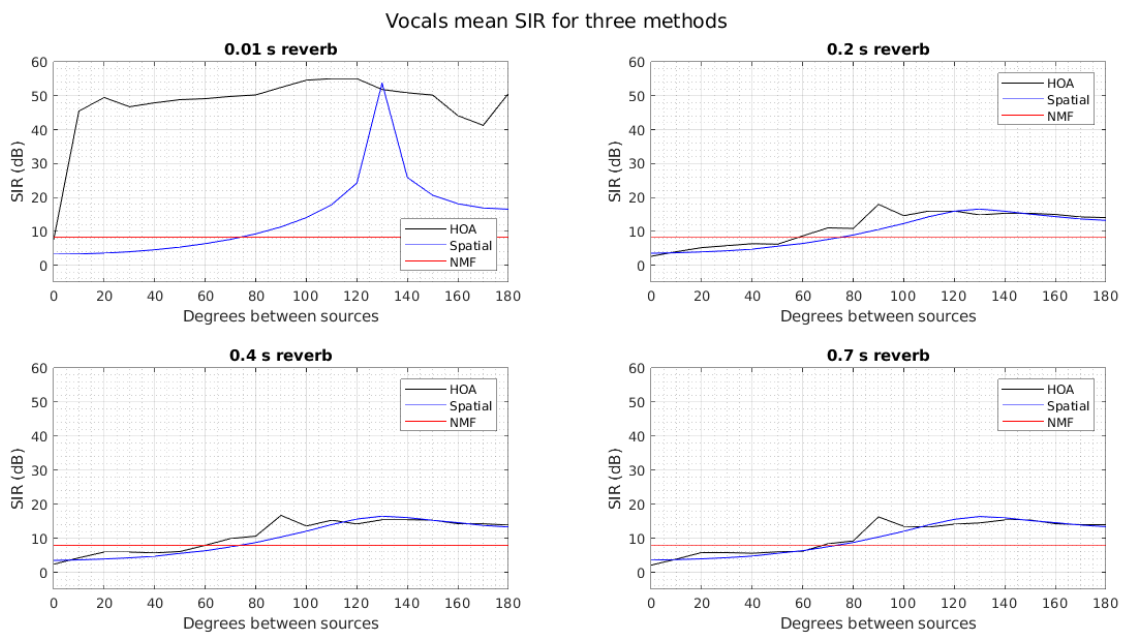 Vocals mean SIR for three methods
0.01 s reverb
60
50
40
30
20
10
0
SIR (dB)
HOA
Spatial
NMF
0 20 40 60 80 100 120 140 160 180
Degrees between sources
0.2 s reverb
60
50
40
30
20
10
0
SIR (dB)
HOA
Spatial
NMF
0 20 40 60 80 100 120 140 160 180
Degrees between sources
0.4 s reverb
60
50
40
30
20
10
0
SIR (dB)
HOA
Spatial
NMF
0 20 40 60 80 100 120 140 160 180
Degrees between sources
0.7 s reverb
60
50
40
30
20
10
0
SIR (dB)
HOA
Spatial
NMF
0 20 40 60 80 100 120 140 160 180
Degrees between sources